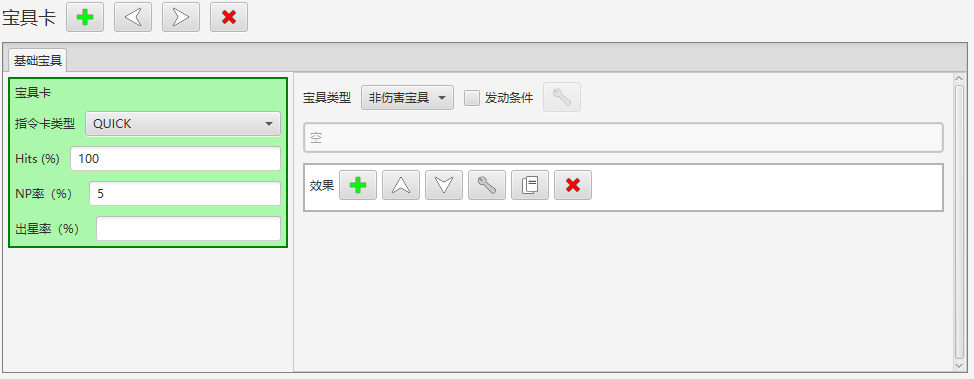 宝具卡
基础宝具
宝具卡
指令卡类型 QUICK
Hits (%) 100
NP率（%） 5
出星率（%）
宝具类型 非伤害宝具 发动条件
空
效果